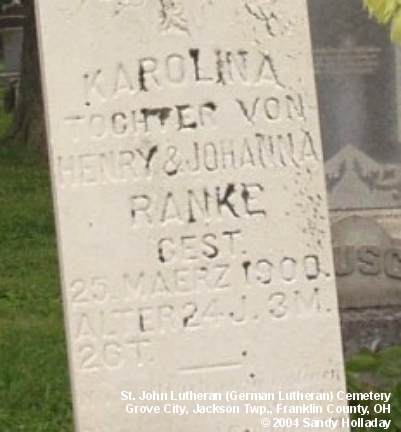 KAROLINA
TOCHTER VON
HENRY & JOHANNA
RANKE
GEST.
25. MAERZ 1900.
ALTER 24 J. 3 M.
2 GT.
USC
St. John Lutheran (German Lutheran) Cemetery
Grove City, Jackson Twp., Franklin County, OH
© 2004 Sandy Holladay